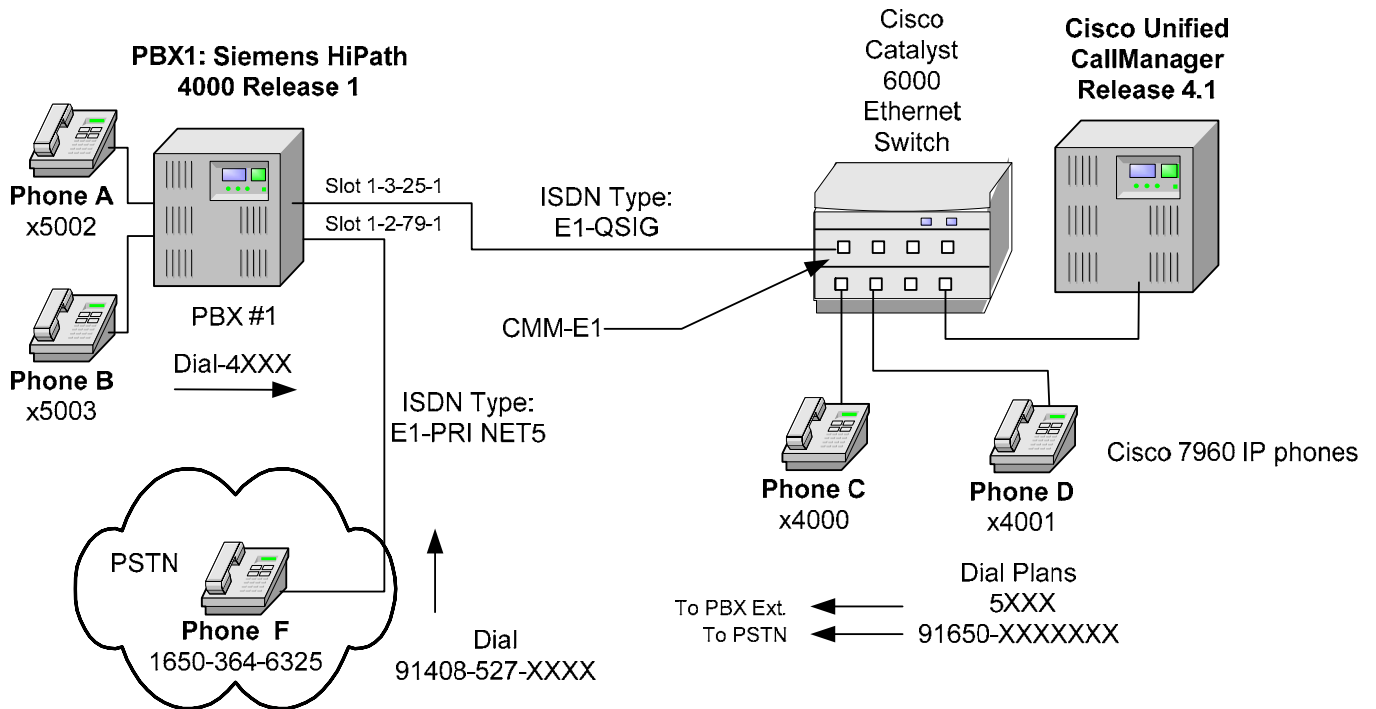 PBX1: Siemens HiPath
4000 Release 1
Cisco
Catalyst
6000
Ethernet
Switch
Cisco Unified
CallManager
Release 4.1
Phone A
x5002
Slot 1-3-25-1
Slot 1-2-79-1
ISDN Type:
E1-QSIG
PBX #1
CMM-E1
Phone B
x5003
Dial-4XXX
ISDN Type:
E1-PRI NET5
Phone C
x4000
Phone D
x4001
Cisco 7960 IP phones
PSTN
Phone F
1650-364-6325
Dial
91408-527-XXXX
Dial Plans
To PBX Ext.
5XXX
To PSTN
91650-XXXXXXX